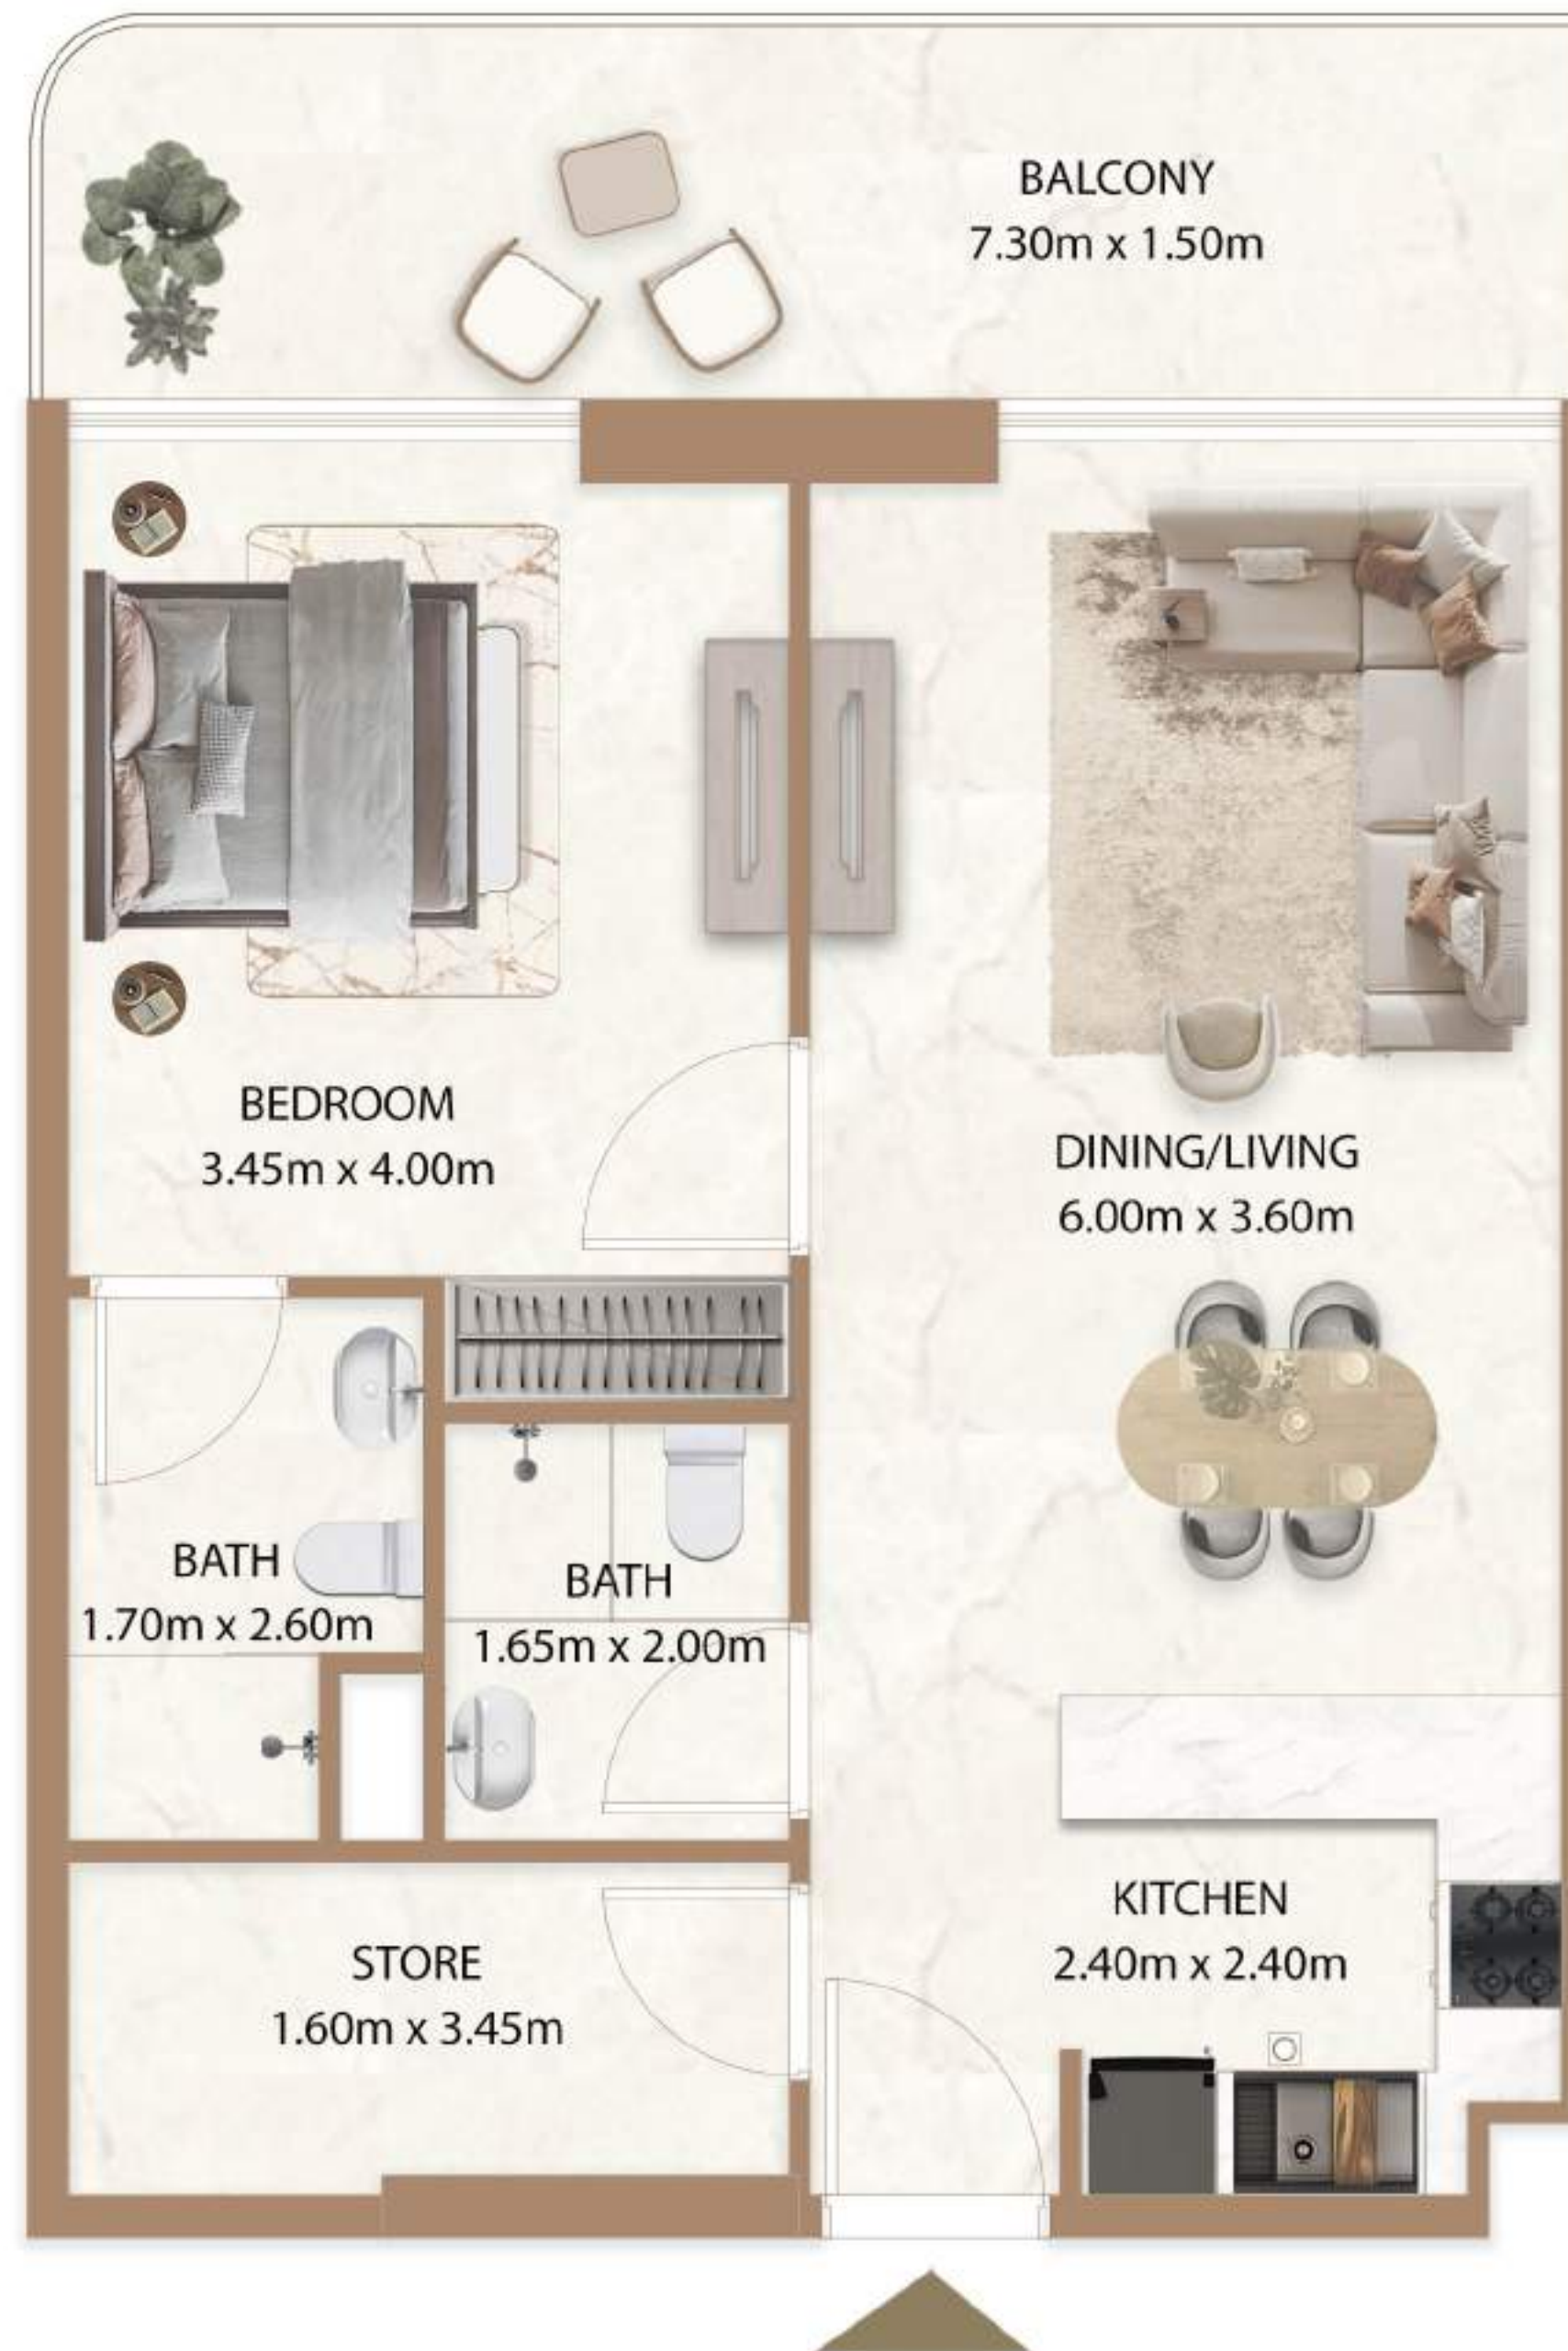 BALCONY
7.30m x 1.50m
BEDROOM
3.45m x 4.00m
DINING/LIVING
6.00m x 3.60m
BATH
1.70m x 2.60m
BATH
1.65m x 2.00m
KITCHEN
2.40m x 2.40m
STORE
1.60m x 3.45m